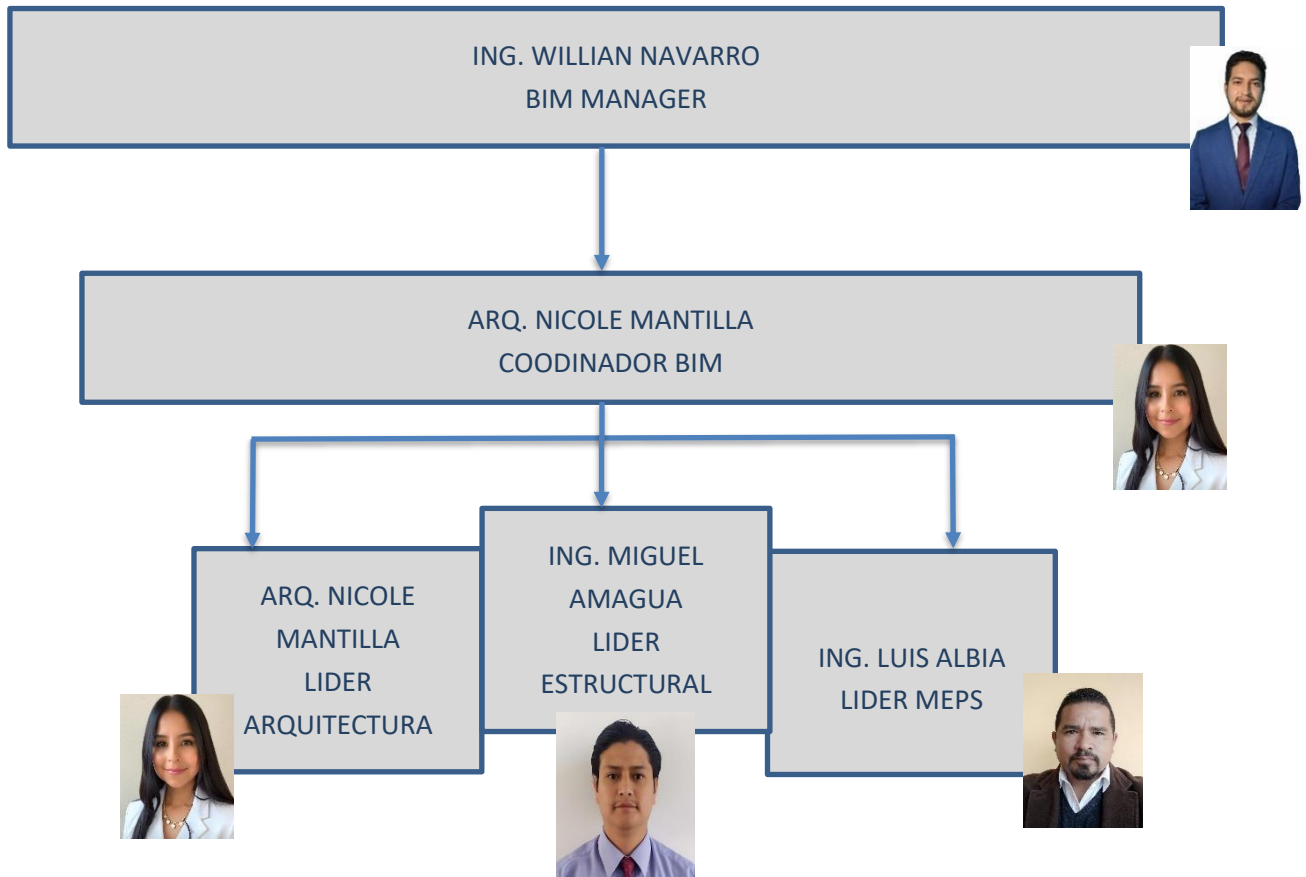 ING. WILLIAN NAVARRO
BIM MANAGER
ARQ. NICOLE MANTILLA
COODINADOR BIM
ARQ. NICOLE
MANTILLA
LIDER
ARQUITECTURA
ING. MIGUEL
AMAGUA
LIDER
ESTRUCTURAL
ING. LUIS ALBIA
LIDER MEPS